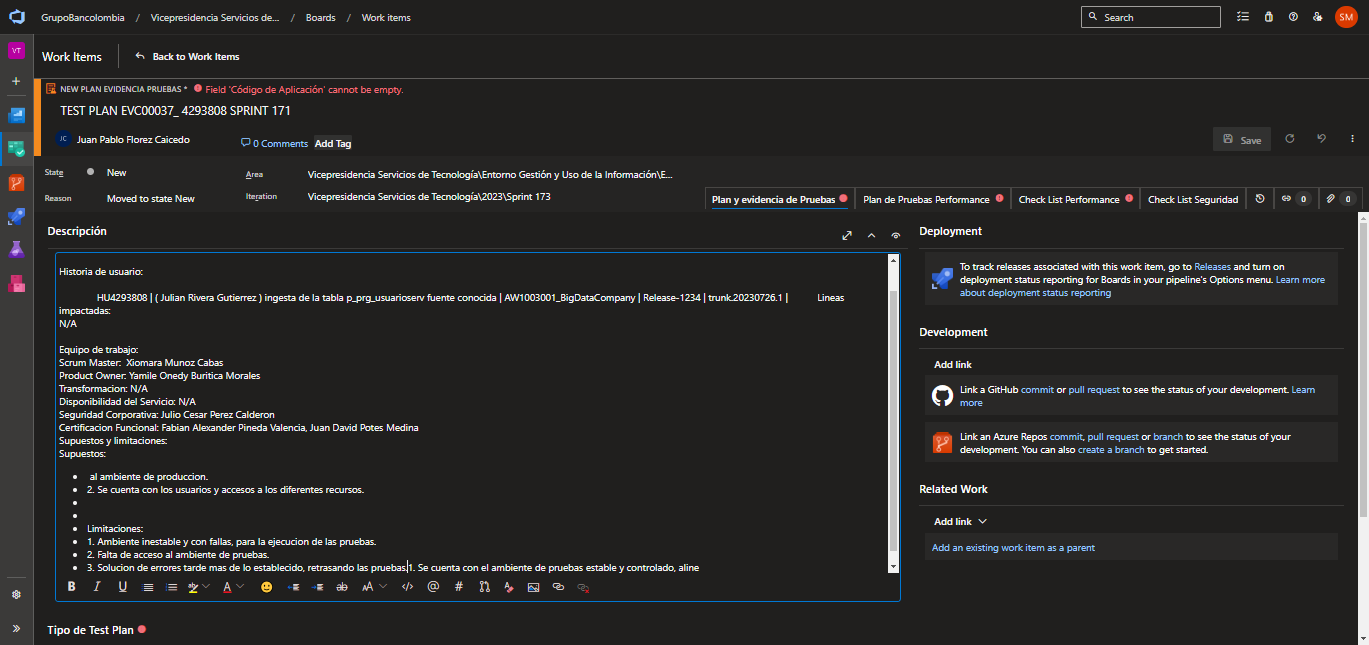 GrupoBancolombia / Vicepresidencia Servicios de... / Boards / Work items
Search
SM
VT
Work Items
Back to Work Items
NEW PLAN EVIDENCIA PRUEBAS * Field 'Código de Aplicación' cannot be empty.
TEST PLAN EVC00037_ 4293808 SPRINT 171
JC Juan Pablo Florez Caicedo
0 Comments Add Tag
Save
State New
Area Vicepresidencia Servicios de Tecnología\Entorno Gestión y Uso de la Información\E...
Reason Moved to state New
Iteration Vicepresidencia Servicios de Tecnología\2023\Sprint 173
Plan y evidencia de Pruebas
Plan de Pruebas Performance
Check List Performance
Check List Seguridad
0
0
Descripción
Historia de usuario:
HU4293808 | ( Julian Rivera Gutierrez ) ingesta de la tabla p_prg_usuarioserv fuente conocida | AW1003001_BigDataCompany | Release-1234 | trunk.20230726.1 | Lineas
impactadas:
N/A
Equipo de trabajo:
Scrum Master: Xiomara Munoz Cabas
Product Owner: Yamile Onedy Buritica Morales
Transformacion: N/A
Disponibilidad del Servicio: N/A
Seguridad Corporativa: Julio Cesar Perez Calderon
Certificacion Funcional: Fabian Alexander Pineda Valencia, Juan David Potes Medina
Supuestos y limitaciones:
Supuestos:
al ambiente de produccion.
2. Se cuenta con los usuarios y accesos a los diferentes recursos.
Limitaciones:
1. Ambiente inestable y con fallas, para la ejecucion de las pruebas.
2. Falta de acceso al ambiente de pruebas.
3. Solucion de errores tarde mas de lo establecido, retrasando las pruebas.1. Se cuenta con el ambiente de pruebas estable y controlado, aline
Tipo de Test Plan
Deployment
To track releases associated with this work item, go to Releases and turn on
deployment status reporting for Boards in your pipeline's Options menu. Learn more
about deployment status reporting
Development
Add link
Link a GitHub commit or pull request to see the status of your development. Learn
more
Link an Azure Repos commit, pull request or branch to see the status of your
development. You can also create a branch to get started.
Related Work
Add link
Add an existing work item as a parent